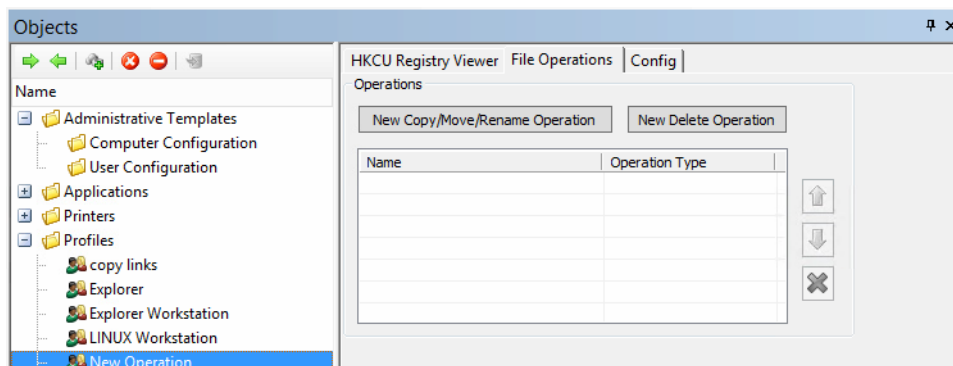 Objects
Name
Administrative Templates
Computer Configuration
User Configuration
Applications
Printers
Profiles
copy links
Explorer
Explorer Workstation
LINUX Workstation
New Operation
HKCU Registry Viewer File Operations Config
Operations
New Copy/Move/Rename Operation New Delete Operation
Name Operation Type